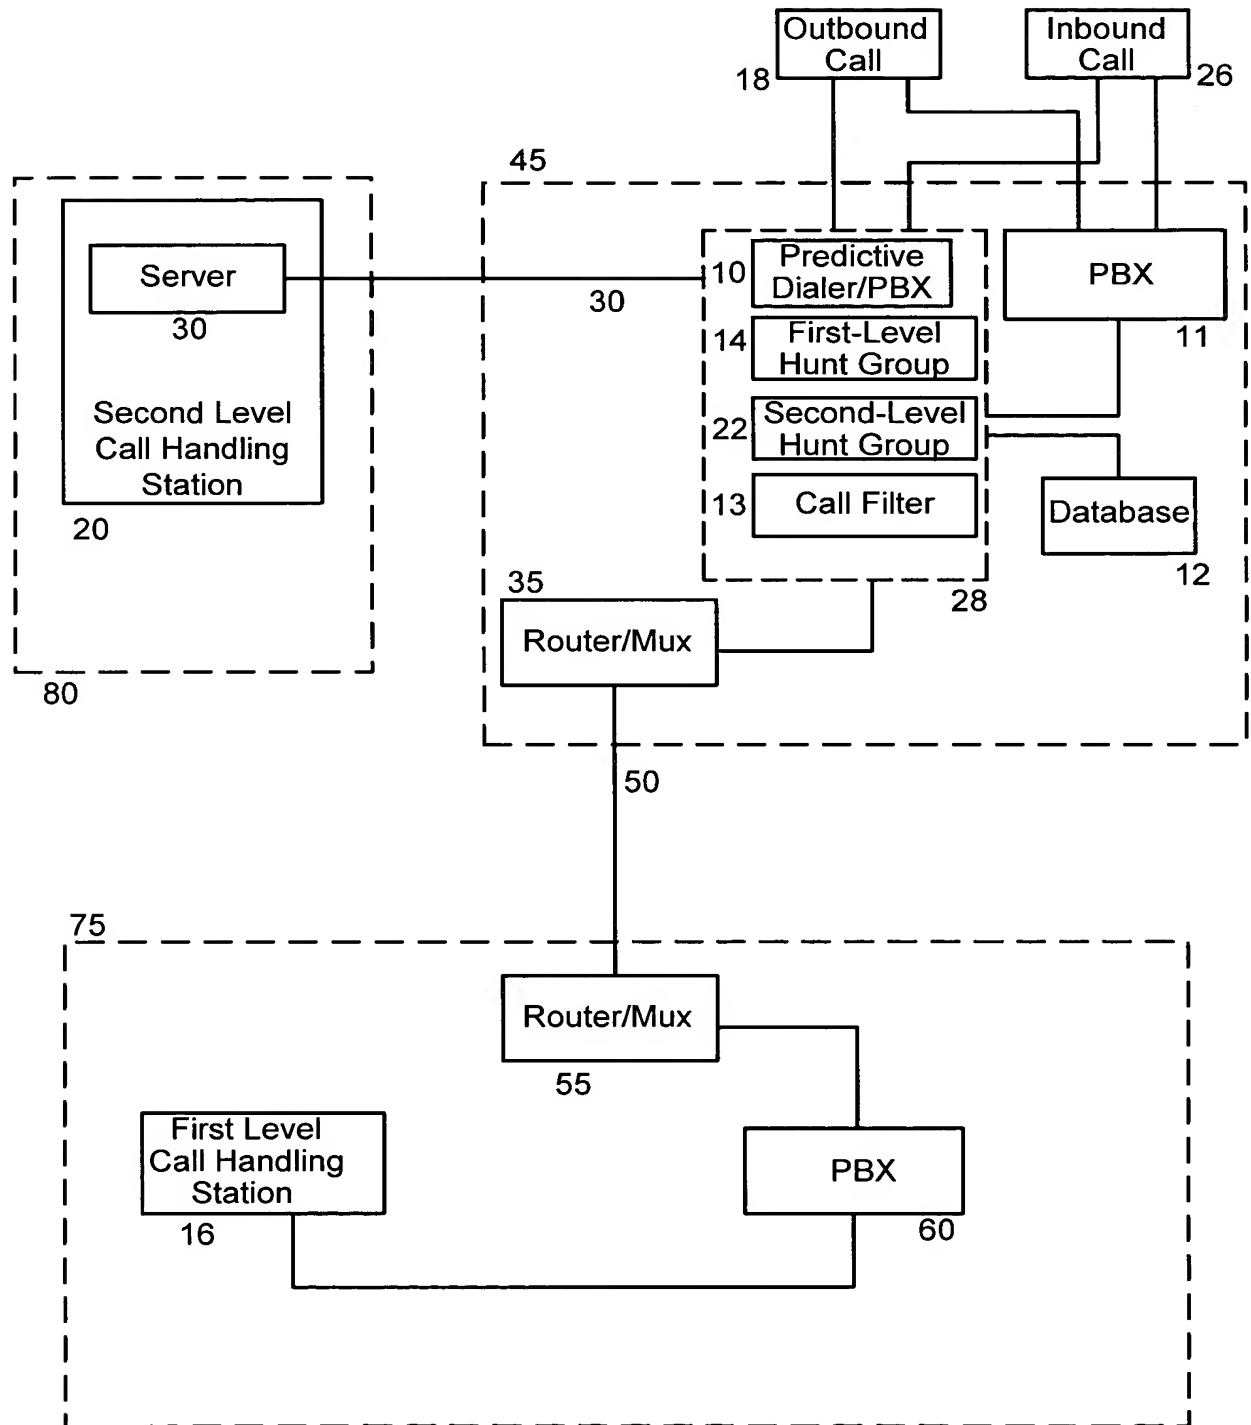 Outbound
Call
18
Inbound
Call
26
45
Server
30
Second Level
Call Handling
Station
20
80
30
10
Predictive
Dialer/PBX
PBX
11
14
First-Level
Hunt Group
22
Second-Level
Hunt Group
13
Call Filter
Database
12
28
35
Router/Mux
50
75
Router/Mux
55
First Level
Call Handling
Station
16
PBX
60